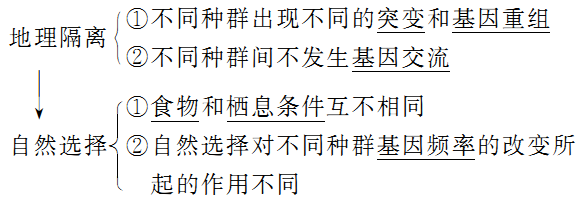 地理隔离
①不同种群出现不同的突变和基因重组
②不同种群间不发生基因交流
自然选择
①食物和栖息条件互不相同
②自然选择对不同种群基因频率的改变所
起的作用不同